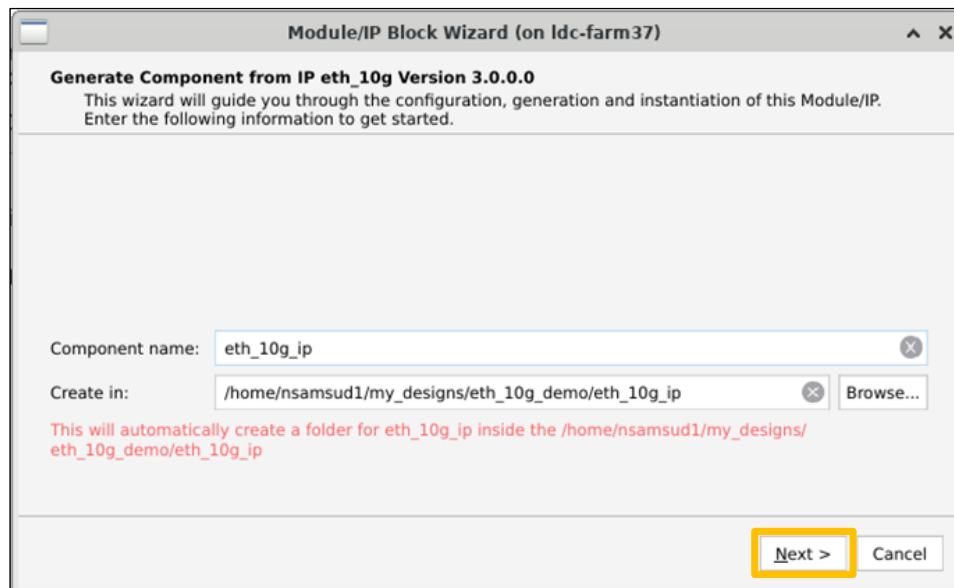 Module/IP Block Wizard (on ldc-farm37)
Generate Component from IP eth_10g Version 3.0.0.0
This wizard will guide you through the configuration, generation and instantiation of this Module/IP.
Enter the following information to get started.
Component name: eth_10g_ip
Create in: /home/nsamsud1/my_designs/eth_10g_demo/eth_10g_ip Browse...
This will automatically create a folder for eth_10g_ip inside the /home/nsamsud1/my_designs/
eth_10g_demo/eth_10g_ip
Next > Cancel